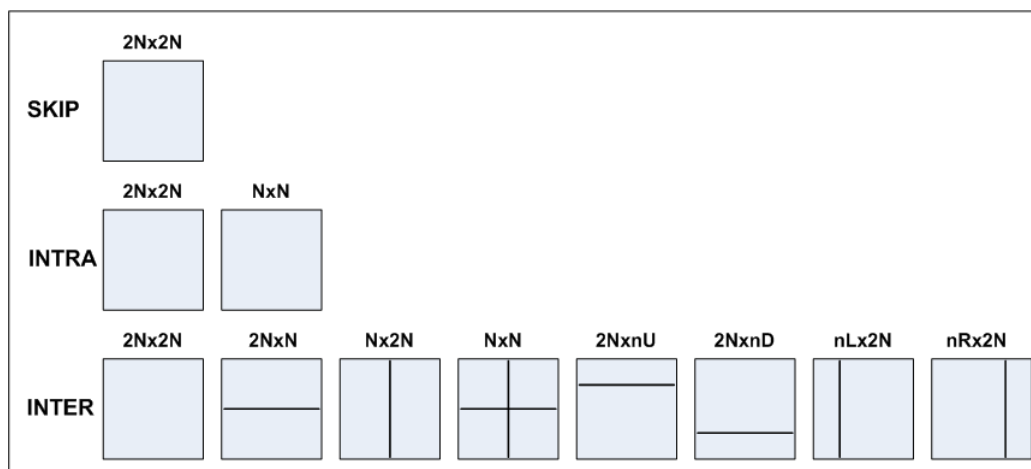 2Nx2N
SKIP
2Nx2N NxN
INTRA
2Nx2N 2NxN Nx2N NxN 2NxnU 2NxnD nLx2N nRx2N
INTER